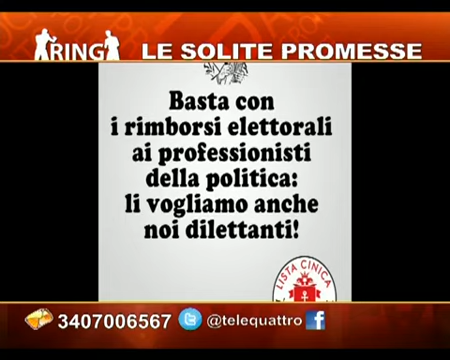 RING LE SOLITE PROMESSE
Basta con
i rimborsi elettorali
ai professionisti
della politica:
li vogliamo anche
noi dilettanti!
LISTA CINICA
3407006567 @telequattro f